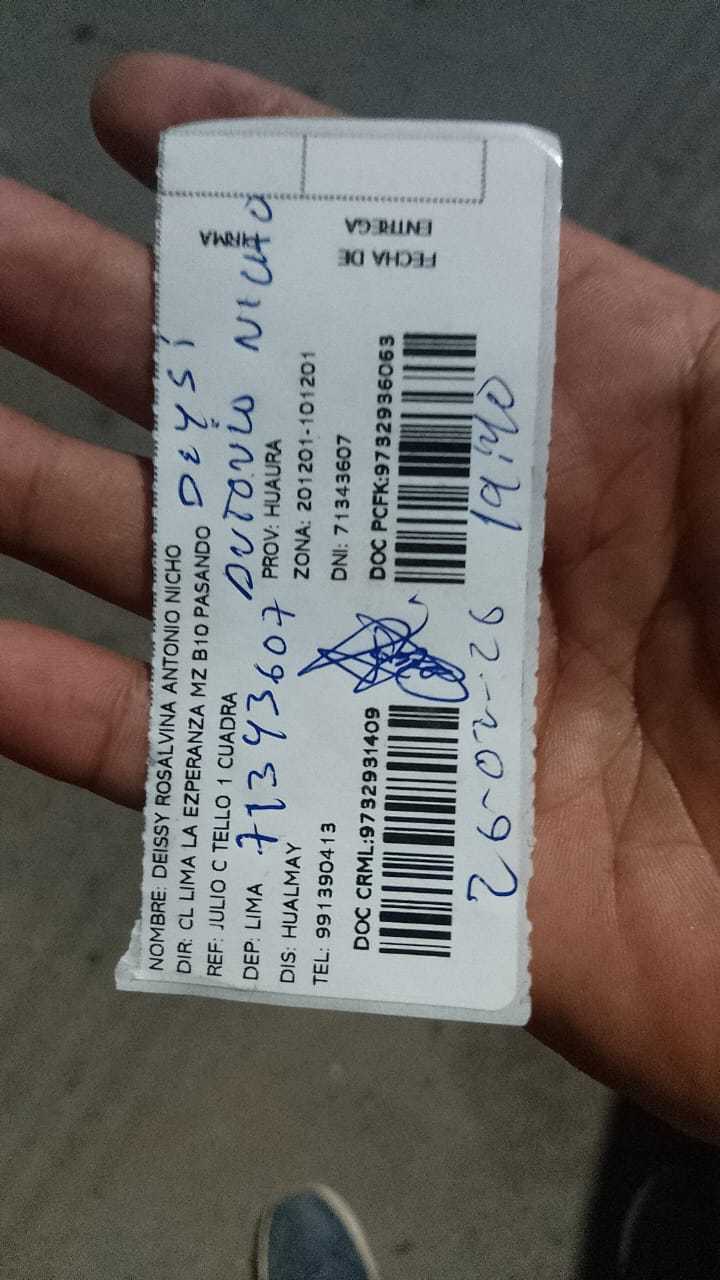 NOMBRE: DEISSY ROSALVINA ANTONIO NICHO
DIR: CL LIMA LA EZPERANZA MZ B10 PASANDO
REF: JULIO C TELLO 1 CUADRA
DEP: LIMA
PROV: HUAURA
DIS: HUALMAY
ZONA: 201201-101201
TEL: 991390413
DNI: 71343607
DOC CRML:9732931409
DOC PCFK:9732936063
DEYSI
ANTONIO NICHO
71343607
26-02-26 19:40
FIRMA
FECHA DE
ENTREGA